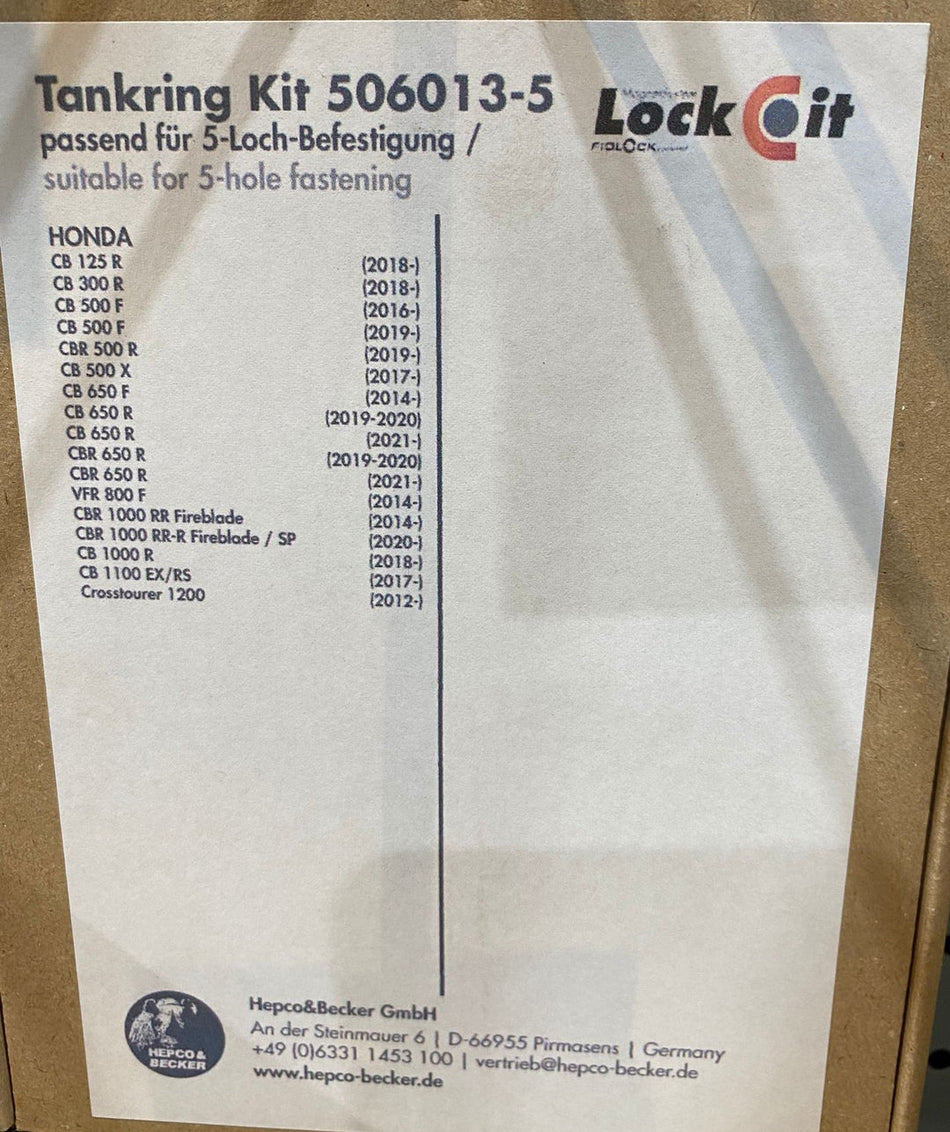 Tankring Kit 506013-5
Lock it
FIDLOCK
passend für 5-Loch-Befestigung /
suitable for 5-hole fastening
HONDA
CB 125 R (2018-)
CB 300 R (2018-)
CB 500 F (2016-)
CB 500 F (2019-)
CBR 500 R (2019-)
CB 500 X (2017-)
CB 650 F (2014-)
CB 650 R (2019-2020)
CB 650 R (2021-)
CBR 650 R (2019-2020)
CBR 650 R (2021-)
VFR 800 F (2014-)
CBR 1000 RR Fireblade (2014-)
CBR 1000 RR-R Fireblade / SP (2020-)
CB 1000 R (2018-)
CB 1100 EX/RS (2017-)
Crosstourer 1200 (2012-)
HEPCO &
BECKER
Hepco&Becker GmbH
An der Steinmauer 6 | D-66955 Pirmasens | Germany
+49 (0)6331 1453 100 | vertrieb@hepco-becker.de
www.hepco-becker.de